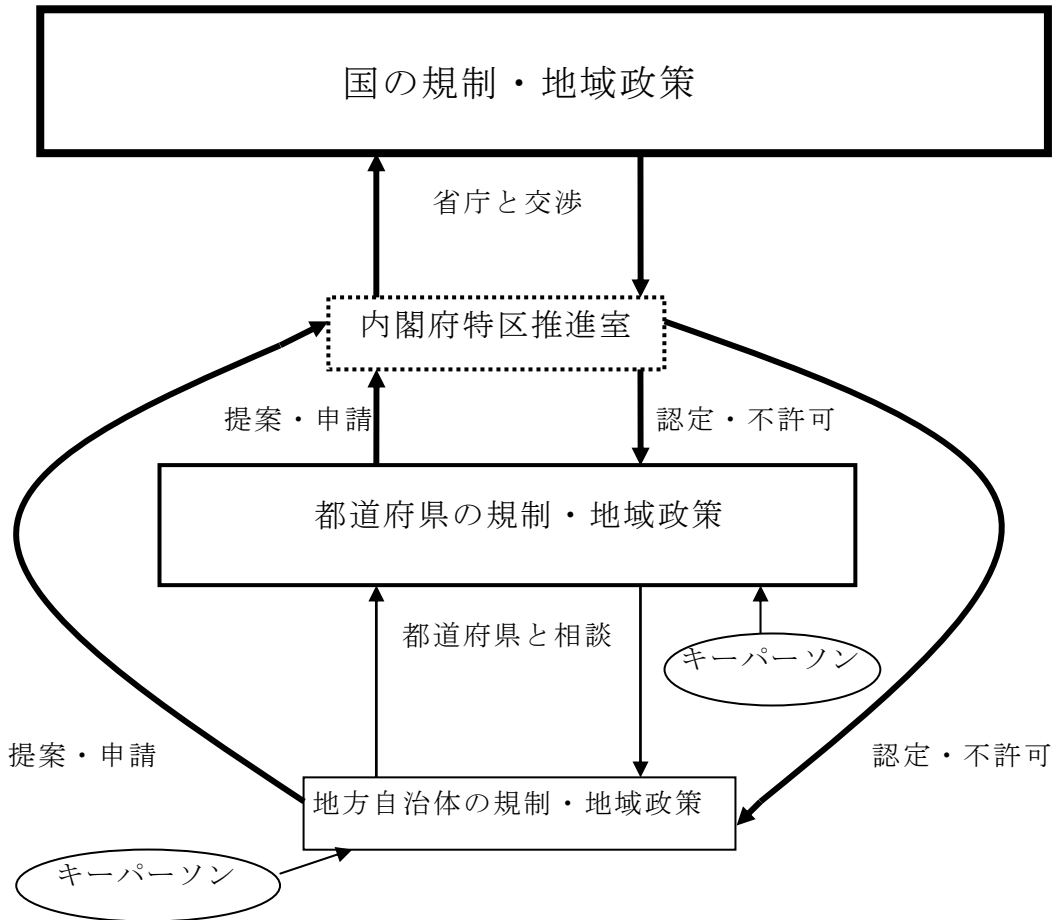 国の規制・地域政策
省庁と交渉
内閣府特区推進室
提案・申請
認定・不許可
都道府県の規制・地域政策
都道府県と相談
キーパーソン
提案・申請
認定・不許可
地方自治体の規制・地域政策
キーパーソン